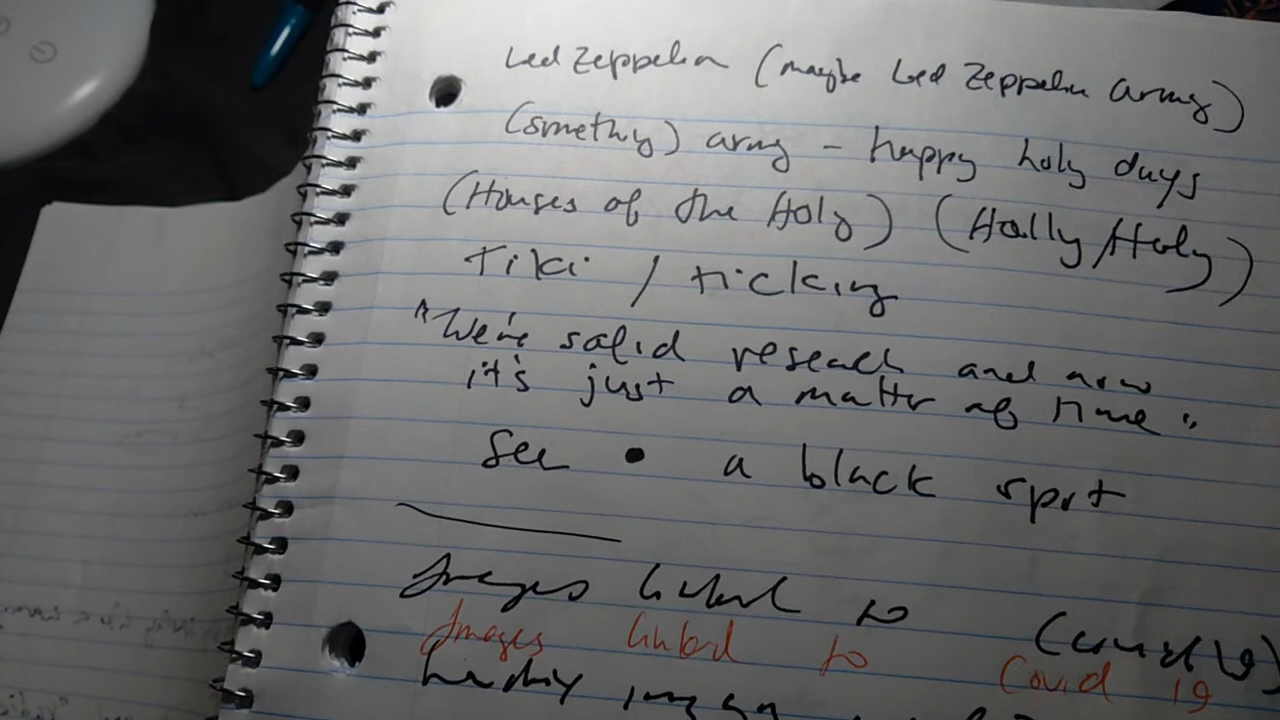 Led Zeppelin (maybe Led Zeppelin army)
(something) army - happy holy days
(Houses of the Holy) (Holly/Holy)
Tiki / ticking
"We're solid reseach and now
it's just a matter of time"
See • a black spot
Images linked to (covid 19)
Images linked to Covid 19